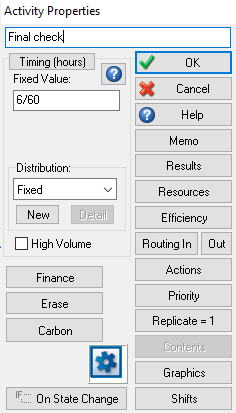 Activity Properties
Final check
Timing (hours)
Fixed Value:
6/60
Distribution:
Fixed
New
Detail
High Volume
Finance
Erase
Carbon
IF
On State Change
OK
Cancel
Help
Memo
Results
Resources
Efficiency
Routing In
Out
Actions
Priority
Replicate = 1
Contents
Graphics
Shifts